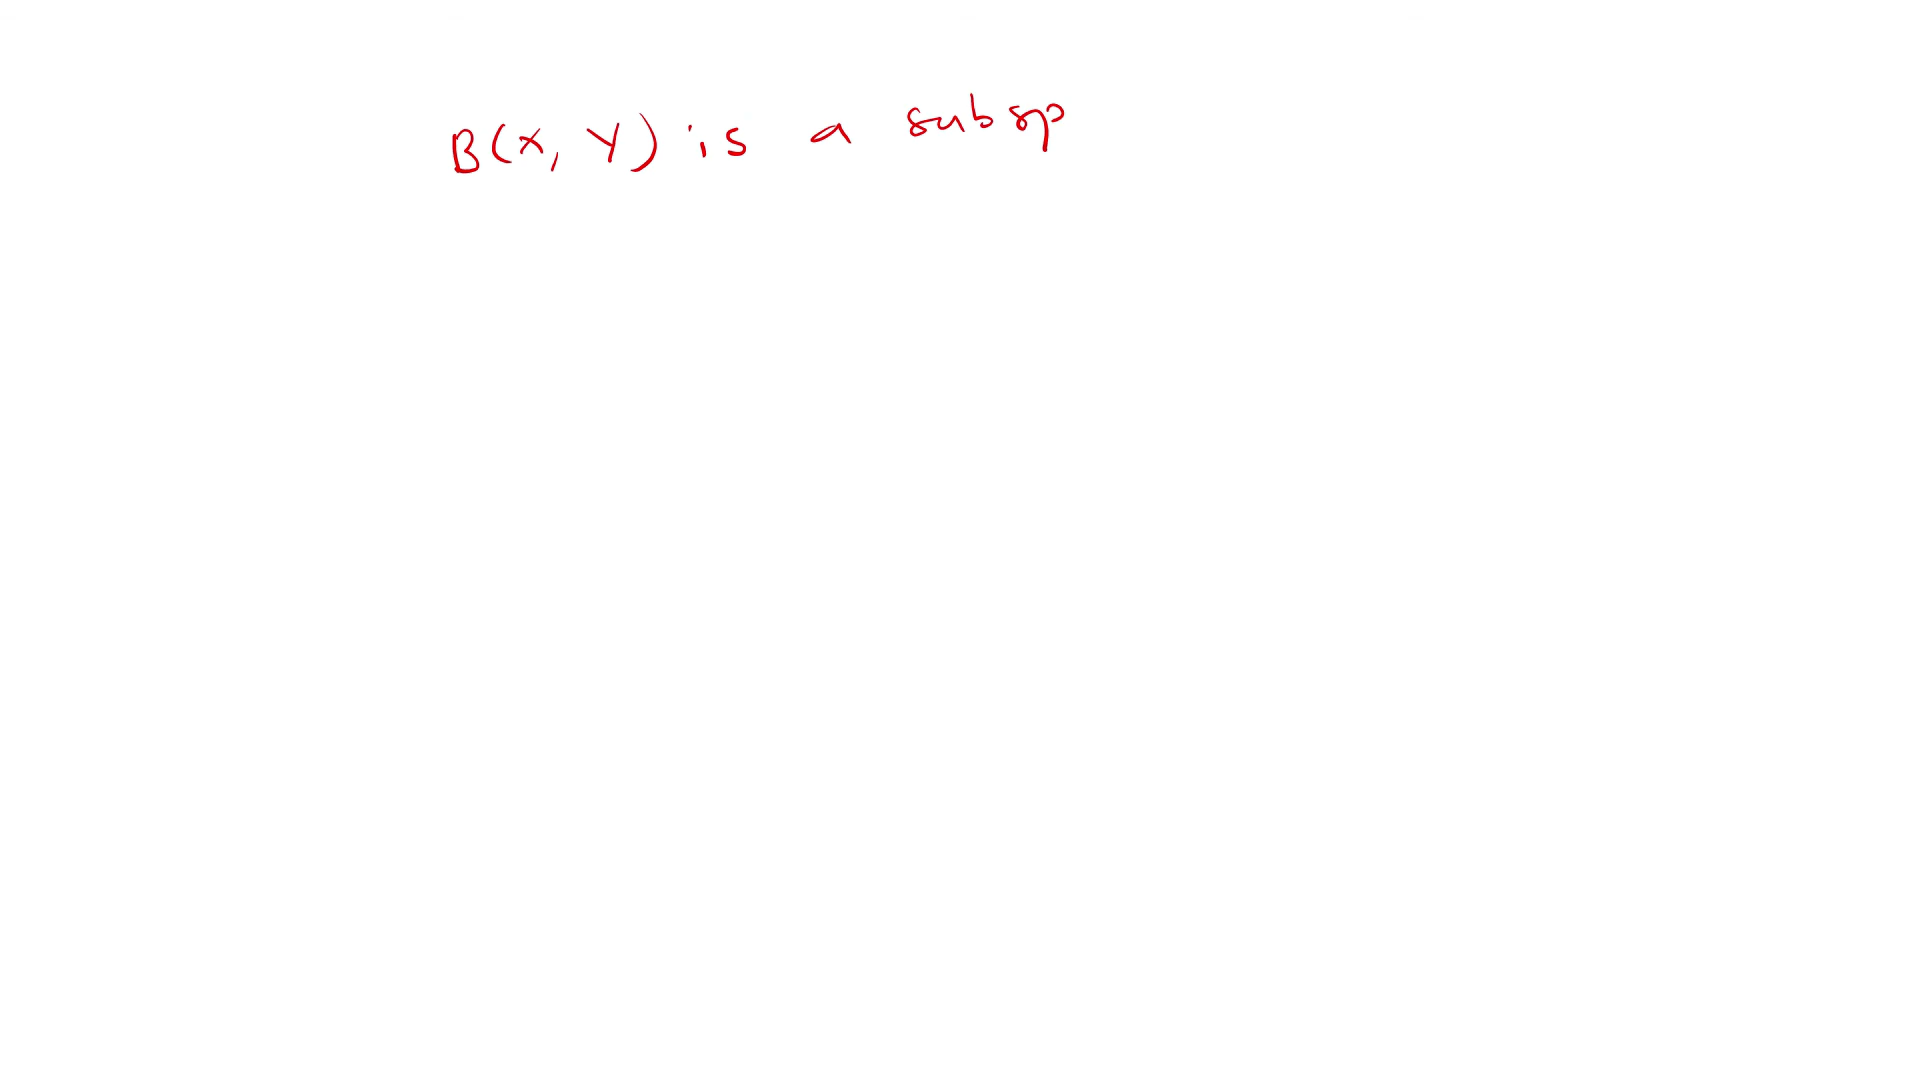 B(X, Y) is a subsp